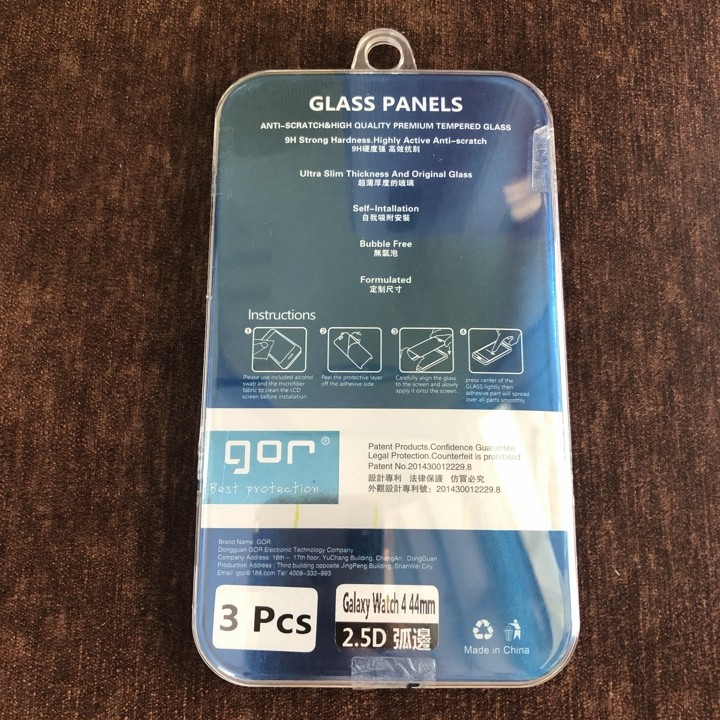 GLASS PANELS
ANTI-SCRATCH&HIGH QUALITY PREMIUM TEMPERED GLASS
9H Strong Hardness.Highly Active Anti-scratch
9H硬度强 高效抗刮
Ultra Slim Thickness And Original Glass
超薄厚度的玻璃
Self-Intallation
自我吸附安裝
Bubble Free
無氣泡
Formulated
定制尺寸
Instructions
1 2 3 4
Please use included alcohol
swab and the microfiber
fabric to clean the LCD
screen before installation.
Peel the protective layer
off the adhesive side.
Carefully align the glass
to the screen and alowly
apply it onto the screen.
press center of the
GLASS lightly then
adhesive part will spread
over all parts smoothly.
gor®
Best protection
Patent Products.Confidence Guarantee
Legal Protection.Counterfeit is prohibited
Patent No.201430012229.8
設計專利 法律保護 仿冒必究
外觀設計專利號：201430012229.8
Brand Name: GOR
Dongguan GOR Electronic Technology Company
Company Address: 16th - 17th floor, YuChang Building, ChangAn , DongGuan
Production Address : Third building opposite JingPeng Building, ShanWei City
Email: gor@188.com Tel: 4008-332-993
3 Pcs
Galaxy Watch 4 44mm
2.5D 弧邊
Made in China